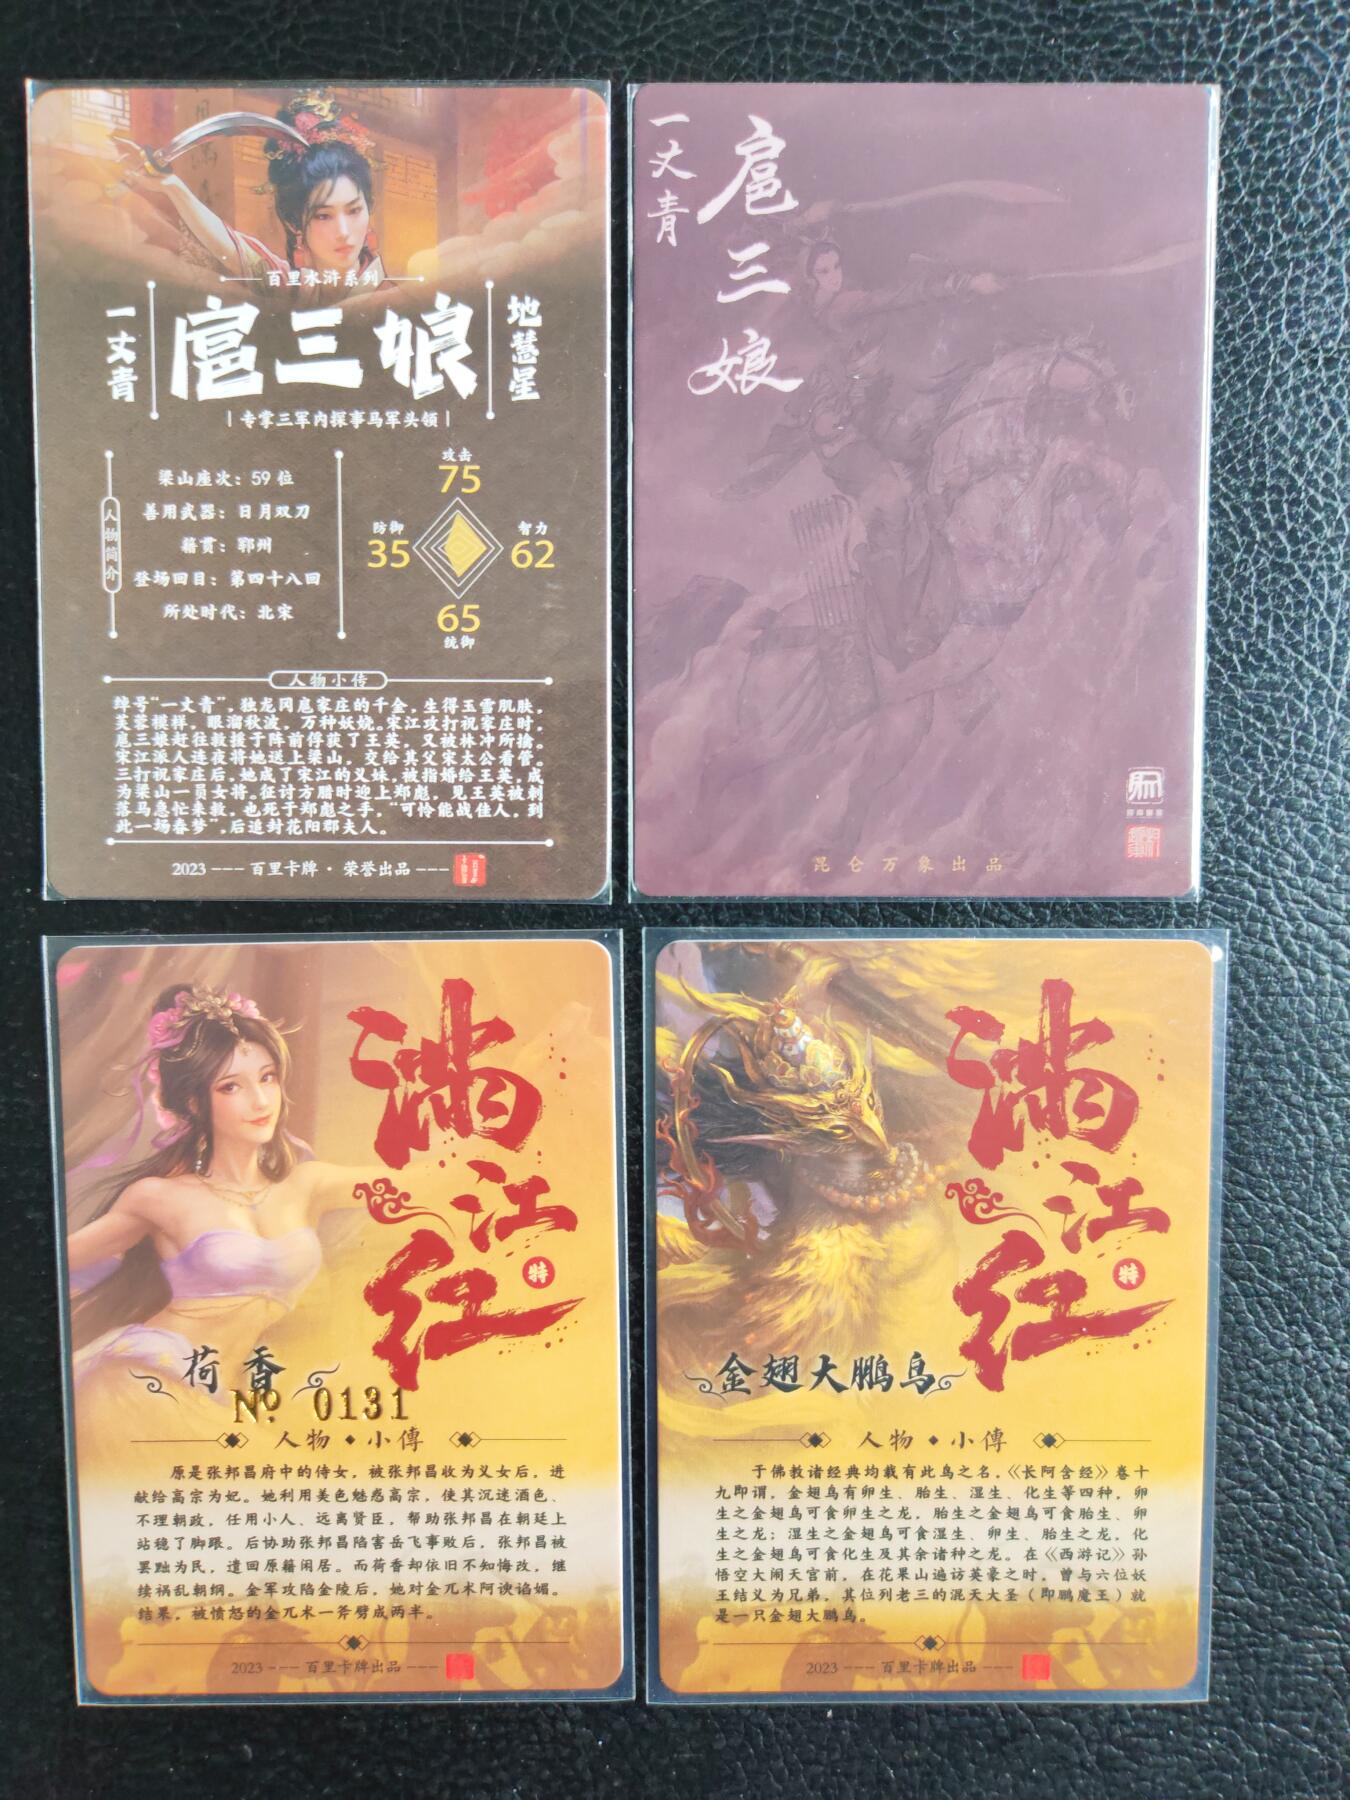 百里水浒系列
一丈青
扈三娘
地慧星
专掌三军内探事马军头领
人物简介
梁山座次：59 位
善用武器：日月双刀
籍贯：郓州
登场回目：第四十八回
所处时代：北宋
攻击
75
防御
35
智力
62
65
统御
人物小传
绰号“一丈青”，独龙冈扈家庄的千金，生得玉雪肌肤，
芙蓉模样，眼溜秋波，万种妖娆。宋江攻打祝家庄时，
扈三娘赶往救援于阵前俘获了王英，又被林冲所擒。
宋江派人连夜将她送上梁山，交给其父宋太公看管。
三打祝家庄后，她成了宋江的义妹，被指婚给王英，成
为梁山一员女将。征讨方腊时迎上郑彪，见王英被刺
落马急忙来救，也死于郑彪之手，“可怜能战佳人，到
此一场春梦”，后追封花阳郡夫人。
2023 --- 百里卡牌·荣誉出品 ---
一丈青
扈三娘
昆仑万象出品
满江红
特
荷香
Nº 0131
人物◆小傳
原是张邦昌府中的侍女，被张邦昌收为义女后，进
献给高宗为妃。她利用美色魅惑高宗，使其沉迷酒色、
不理朝政，任用小人、远离贤臣，帮助张邦昌在朝廷上
站稳了脚跟。后协助张邦昌陷害岳飞事败后，张邦昌被
罢黜为民，遣回原籍闲居。而荷香却依旧不知悔改，继
续祸乱朝纲。金军攻陷金陵后，她对金兀术阿谀谄媚。
结果，被愤怒的金兀术一斧劈成两半。
2023 --- 百里卡牌出品 ---
满江红
特
金翅大鹏鸟
人物◆小傳
于佛教诸经典均载有此鸟之名，《长阿含经》卷十
九即谓，金翅鸟有卵生、胎生、湿生、化生等四种，卵
生之金翅鸟可食卵生之龙，胎生之金翅鸟可食胎生、卵
生之龙；湿生之金翅鸟可食湿生、卵生、胎生之龙，化
生之金翅鸟可食化生及其余诸种之龙。在《西游记》孙
悟空大闹天宫前，在花果山遍访英豪之时，曾与六位妖
王结义为兄弟，其位列老三的混天大圣（即鹏魔王）就
是一只金翅大鹏鸟。
2023 --- 百里卡牌出品 ---